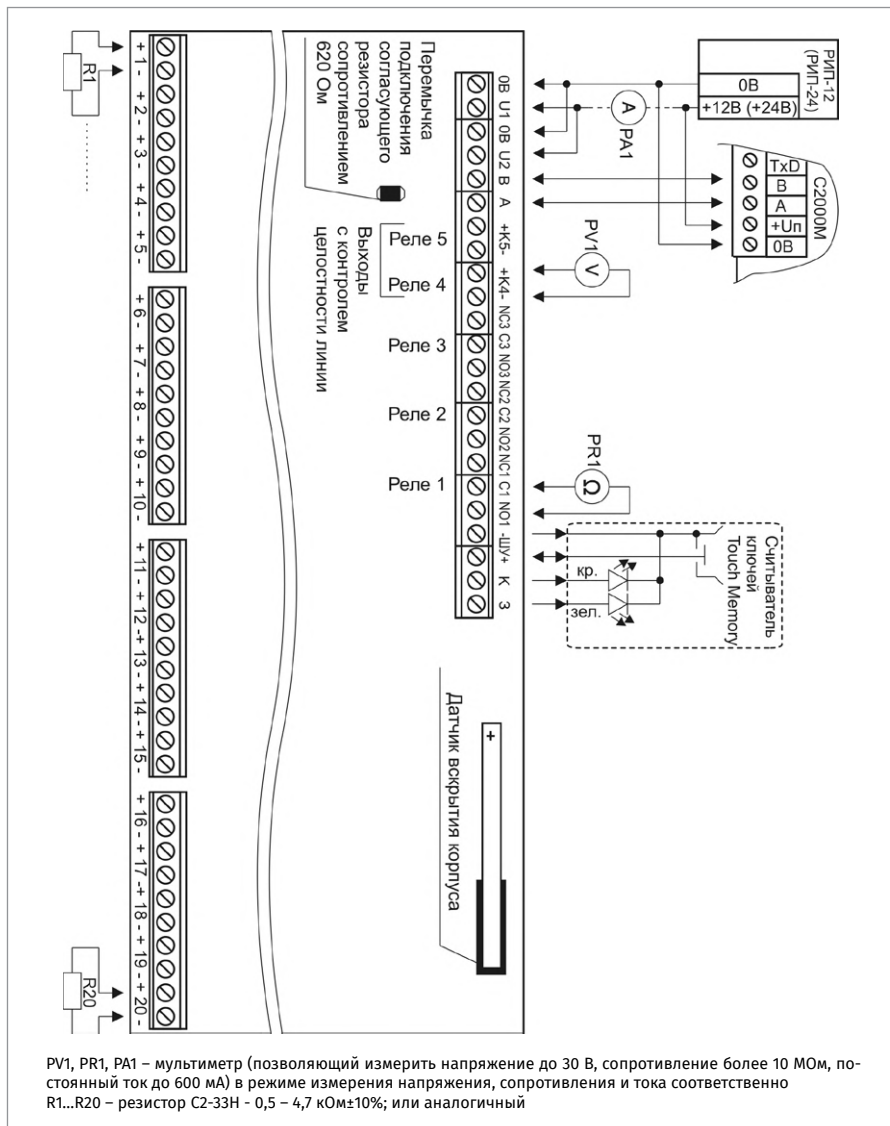 + 1 -
+ 2 -
+ 3 -
+ 4 -
+ 5 -
+ 6 -
+ 7 -
+ 8 -
+ 9 -
+ 10 -
+ 11 -
+ 12 -
+ 13 -
+ 14 -
+ 15 -
+ 16 -
+ 17 -
+ 18 -
+ 19 -
+ 20 -
R1
R20
Перемычка
подключения
согласующего
резистора
сопротивлением
620 Ом
Выходы
с контролем
целостности линии
Реле 5
Реле 4
Реле 3
Реле 2
Реле 1
0В
U1
0В
U2
В
А
+К5-
+К4-
NC3
C3
NO3
NC2
C2
NO2
NC1
C1
NO1
-ШУ+
К
З
A
PA1
V
PV1
Ω
PR1
РИП-12
(РИП-24)
0В
+12В (+24В)
С2000М
TxD
В
А
+Uп
0В
кр.
зел.
Считыватель
ключей
Touch Memory
Датчик вскрытия корпуса
+
PV1, PR1, PA1 – мультиметр (позволяющий измерить напряжение до 30 В, сопротивление более 10 МОм, по-
стоянный ток до 600 мА) в режиме измерения напряжения, сопротивления и тока соответственно
R1...R20 – резистор С2-33Н - 0,5 – 4,7 кОм±10%; или аналогичный